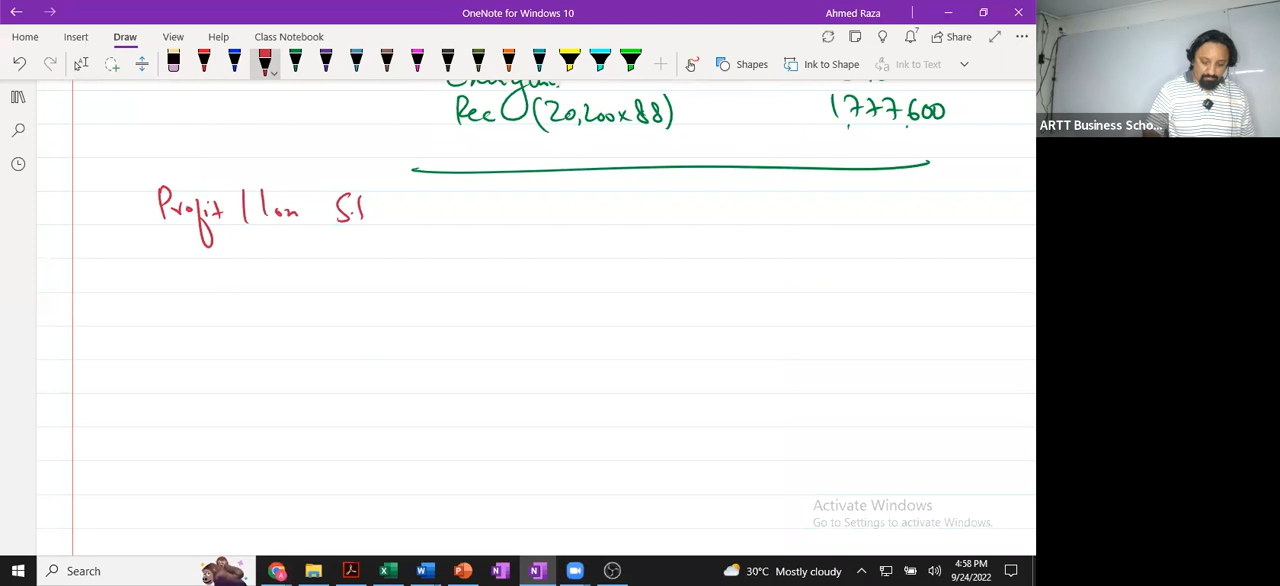 OneNote for Windows 10
Ahmed Raza
Home Insert Draw View Help Class Notebook
Share
Shapes
Ink to Shape
Ink to Text
Rec (20,200x88) 1,777,600
Profit / loss S.
ARTT Business Scho...
Activate Windows
Go to Settings to activate Windows.
Search
30°C Mostly cloudy
4:58 PM
9/24/2022